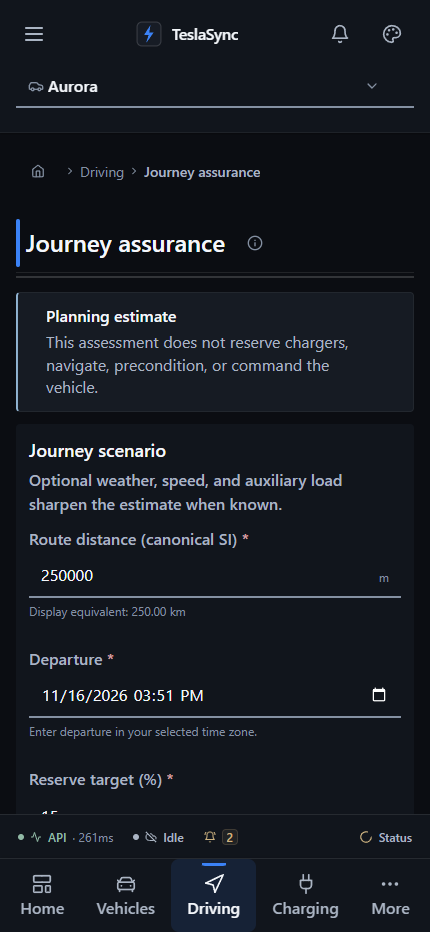 TeslaSync
Aurora
Driving
Journey assurance
Journey assurance
Planning estimate
This assessment does not reserve chargers,
navigate, precondition, or command the
vehicle.
Journey scenario
Optional weather, speed, and auxiliary load
sharpen the estimate when known.
Route distance (canonical SI) *
250000 m
Display equivalent: 250.00 km
Departure *
11/16/2026 03:51 PM
Enter departure in your selected time zone.
Reserve target (%) *
API · 261ms Idle 2 Status
Home Vehicles Driving Charging More